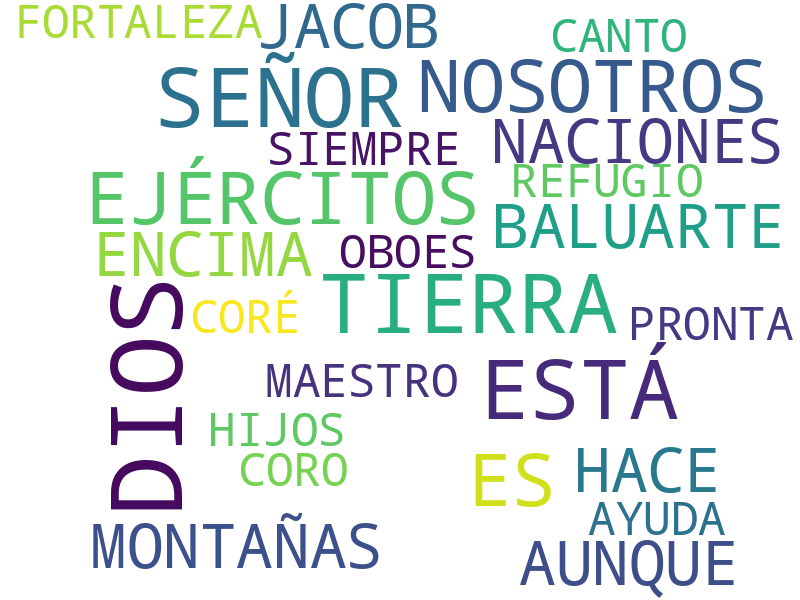 FORTALEZA
JACOB
CANTO
SEÑOR
NOSOTROS
SIEMPRE
NACIONES
EJÉRCITOS
REFUGIO
BALUARTE
ENCIMA
OBOES
DIOS
CORÉ
TIERRA
PRONTA
MAESTRO
ESTÁ
HIJOS
CORO
ES
HACE
AYUDA
MONTAÑAS
AUNQUE